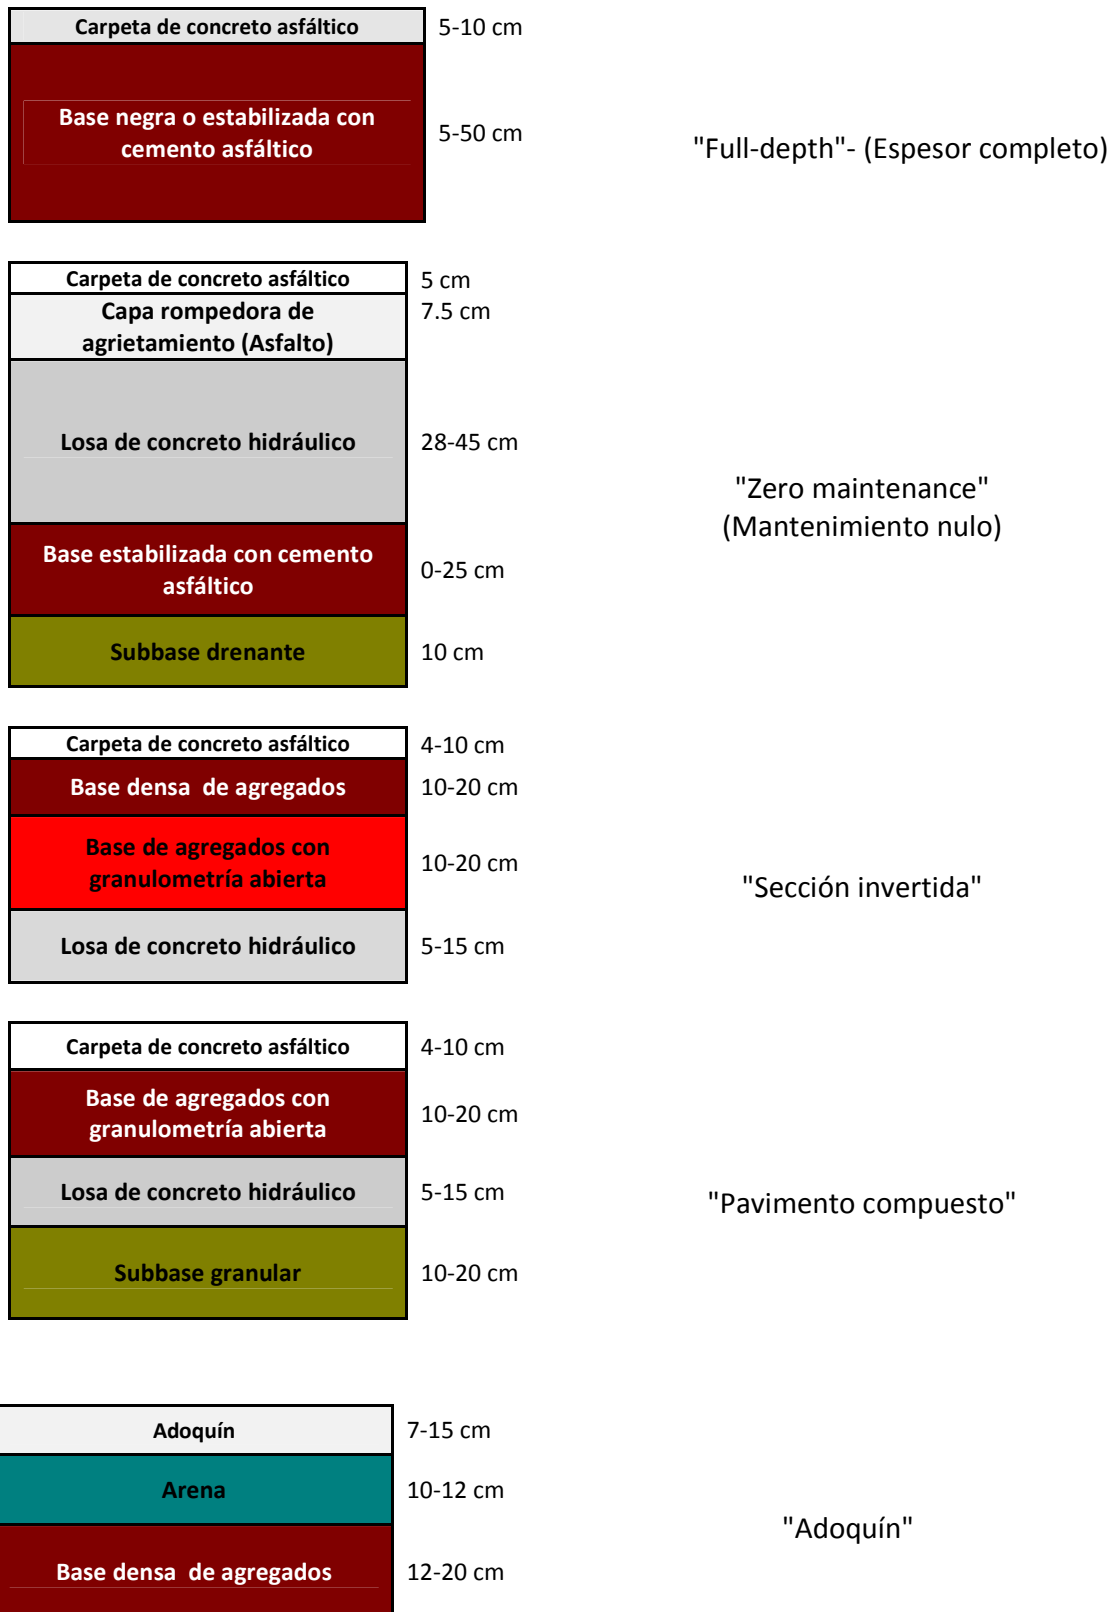 Carpeta de concreto asfáltico 5-10 cm
Base negra o estabilizada con
cemento asfáltico
5-50 cm
"Full-depth"- (Espesor completo)
Carpeta de concreto asfáltico 5 cm
Capa rompedora de 7.5 cm
agrietamiento (Asfalto)
Losa de concreto hidráulico 28-45 cm
"Zero maintenance"
(Mantenimiento nulo)
Base estabilizada con cemento
asfáltico
0-25 cm
Subbase drenante 10 cm
Carpeta de concreto asfáltico 4-10 cm
Base densa  de agregados 10-20 cm
Base de agregados con
granulometría abierta
10-20 cm
"Sección invertida"
Losa de concreto hidráulico 5-15 cm
Carpeta de concreto asfáltico 4-10 cm
Base de agregados con
granulometría abierta
10-20 cm
Losa de concreto hidráulico 5-15 cm
"Pavimento compuesto"
Subbase granular 10-20 cm
Adoquín 7-15 cm
Arena 10-12 cm
"Adoquín"
Base densa  de agregados 12-20 cm